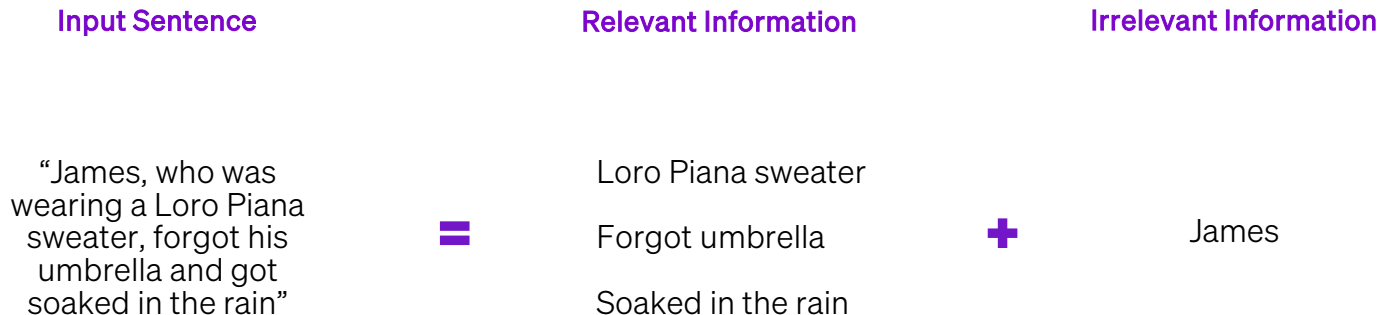 Input Sentence
Relevant Information
Irrelevant Information
“James, who was
wearing a Loro Piana
sweater, forgot his
umbrella and got
soaked in the rain”
=
Loro Piana sweater
Forgot umbrella
Soaked in the rain
+
James